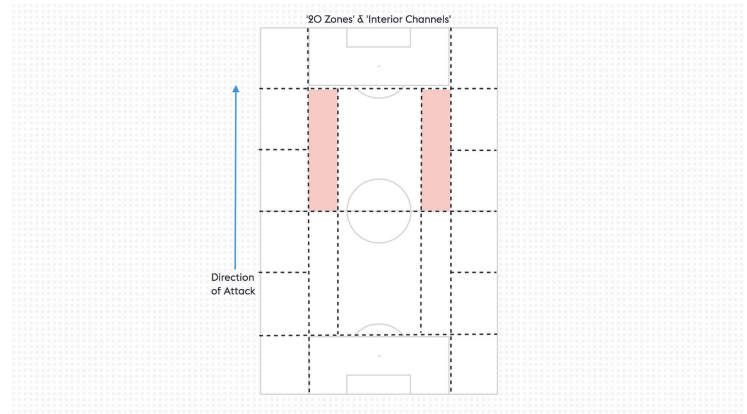 '20 Zones' & 'Interior Channels'
Direction
of Attack